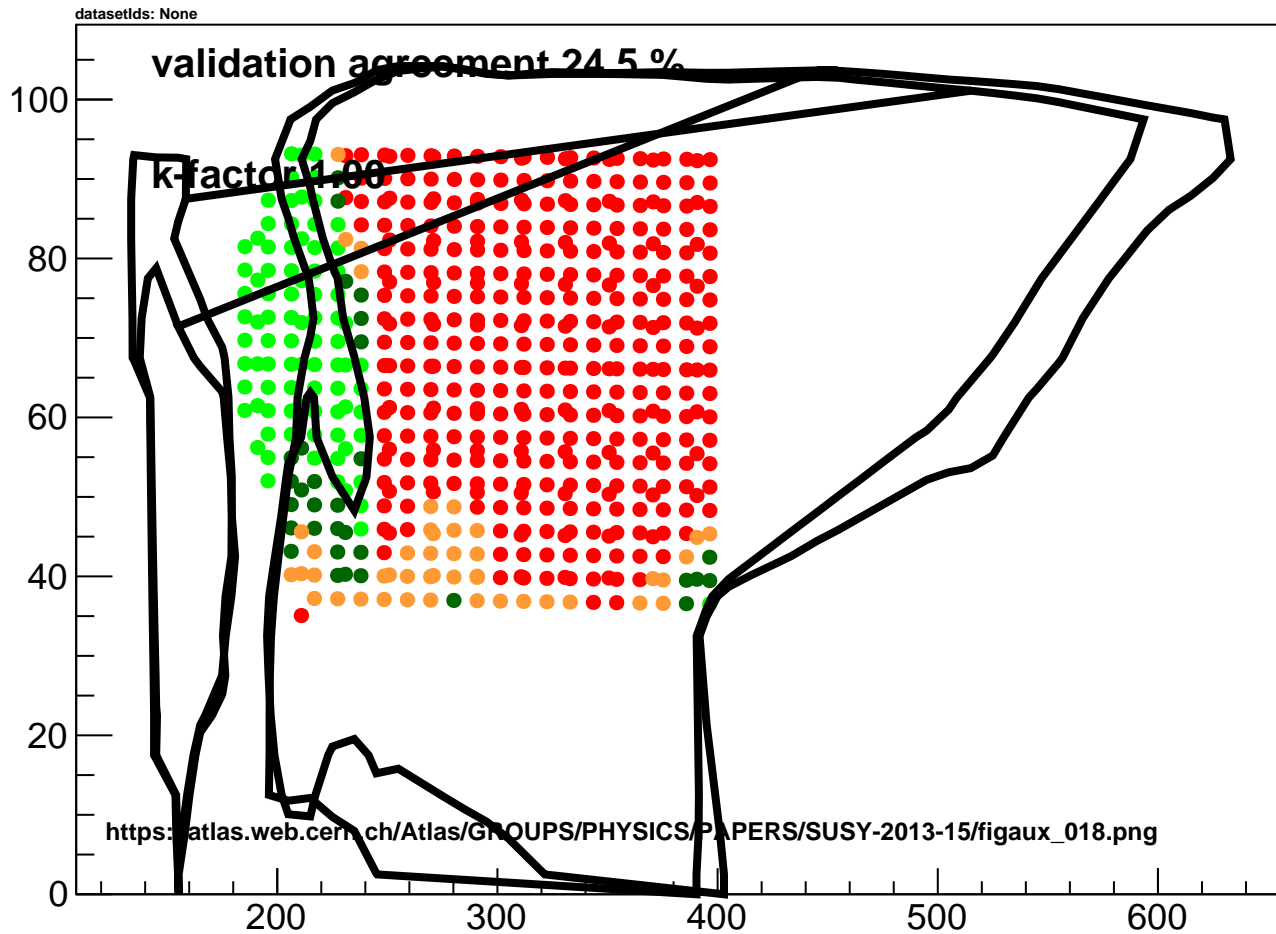 datasetIds: None
validation agreement 24.5 %
100
k-factor 1.00
80
60
40
20
https://atlas.web.cern.ch/Atlas/GROUPS/PHYSICS/PAPERS/SUSY-2013-15/figaux_018.png
0
200 300 400 500 600